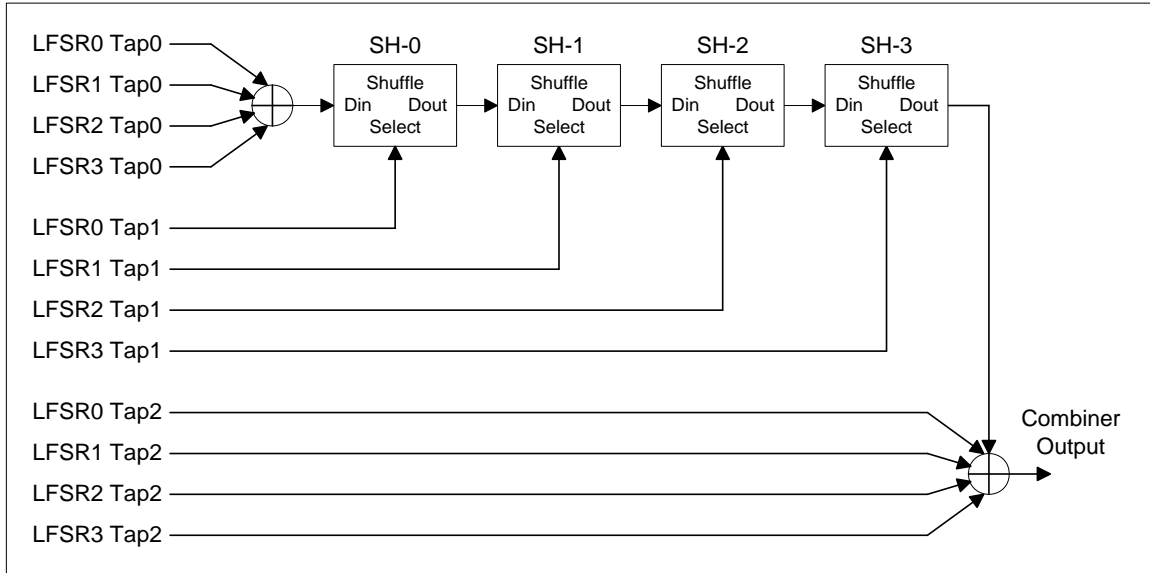 LFSR0 Tap0
LFSR1 Tap0
LFSR2 Tap0
LFSR3 Tap0
SH-0
Shuffle
Din Dout
Select
SH-1
Shuffle
Din Dout
Select
SH-2
Shuffle
Din Dout
Select
SH-3
Shuffle
Din Dout
Select
LFSR0 Tap1
LFSR1 Tap1
LFSR2 Tap1
LFSR3 Tap1
LFSR0 Tap2
LFSR1 Tap2
LFSR2 Tap2
LFSR3 Tap2
Combiner
Output